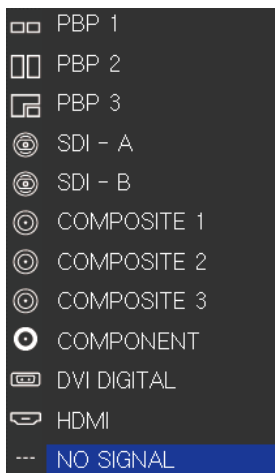 PBP 1
PBP 2
PBP 3
SDI - A
SDI - B
COMPOSITE 1
COMPOSITE 2
COMPOSITE 3
COMPONENT
DVI DIGITAL
HDMI
--- NO SIGNAL